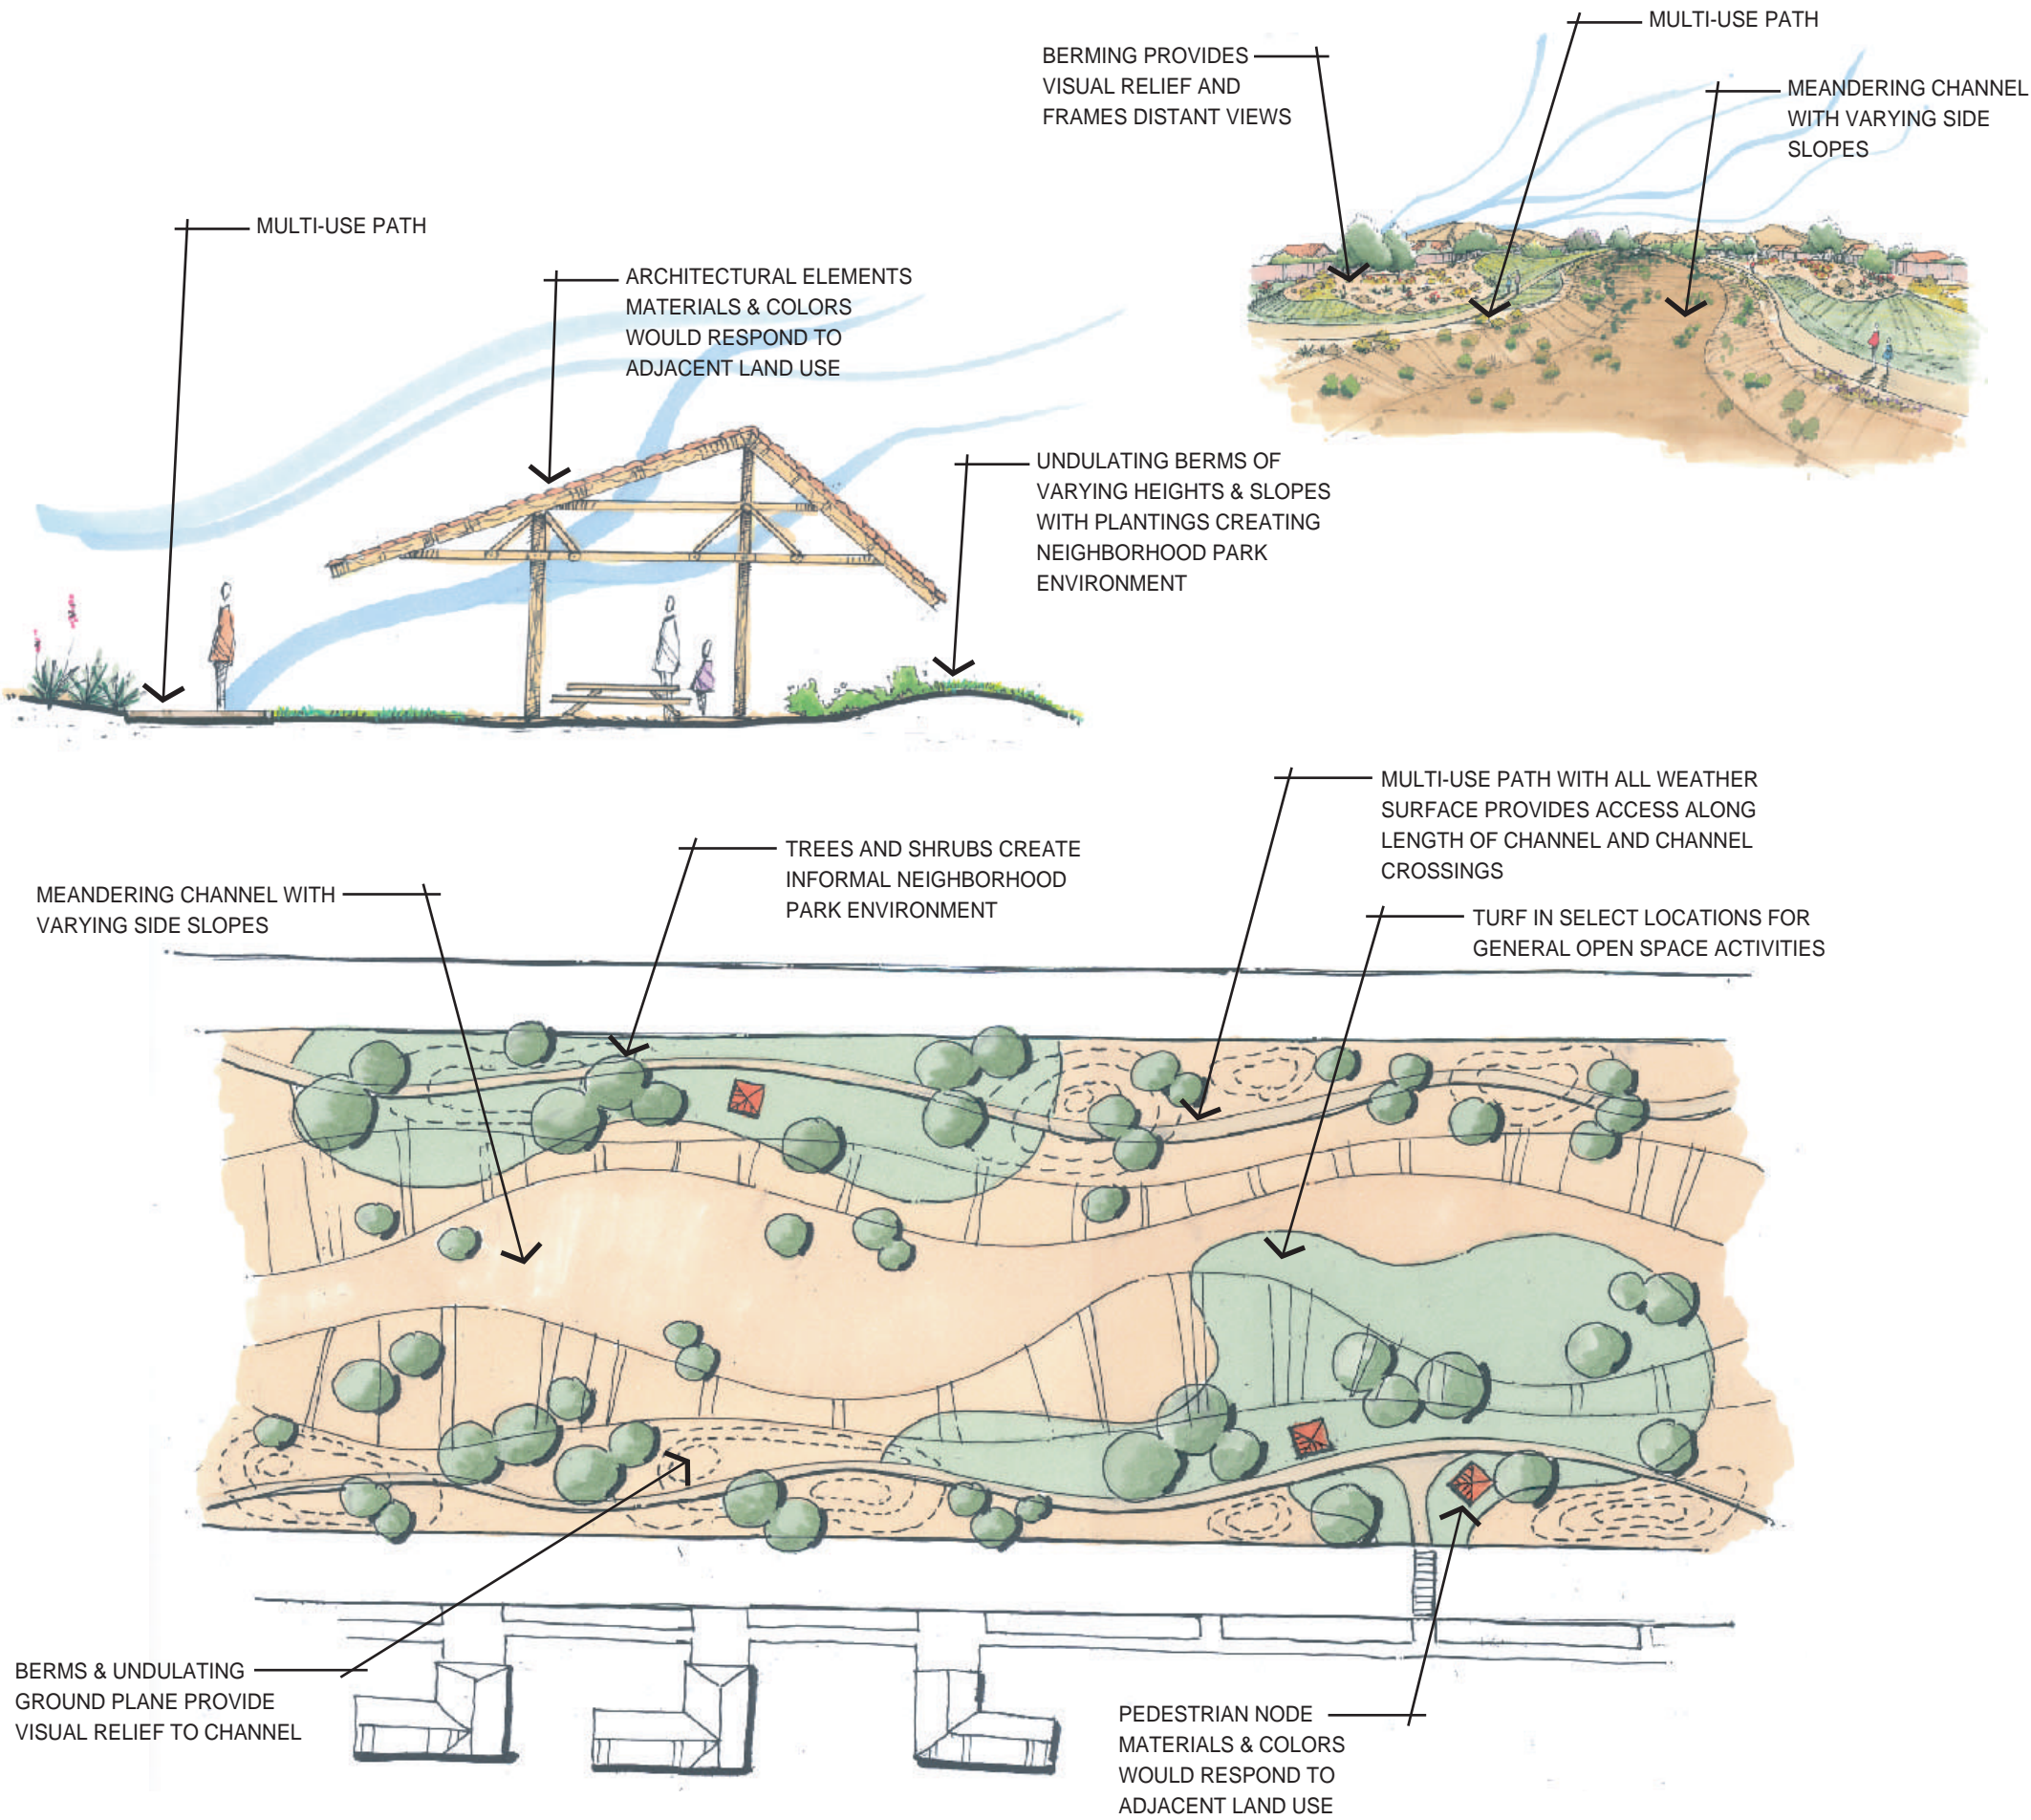 MULTI-USE PATH
BERMING PROVIDES
VISUAL RELIEF AND
FRAMES DISTANT VIEWS
MEANDERING CHANNEL
WITH VARYING SIDE
SLOPES
MULTI-USE PATH
ARCHITECTURAL ELEMENTS
MATERIALS & COLORS
WOULD RESPOND TO
ADJACENT LAND USE
UNDULATING BERMS OF
VARYING HEIGHTS & SLOPES
WITH PLANTINGS CREATING
NEIGHBORHOOD PARK
ENVIRONMENT
MULTI-USE PATH WITH ALL WEATHER
SURFACE PROVIDES ACCESS ALONG
LENGTH OF CHANNEL AND CHANNEL
CROSSINGS
TREES AND SHRUBS CREATE
INFORMAL NEIGHBORHOOD
PARK ENVIRONMENT
MEANDERING CHANNEL WITH
VARYING SIDE SLOPES
TURF IN SELECT LOCATIONS FOR
GENERAL OPEN SPACE ACTIVITIES
BERMS & UNDULATING
GROUND PLANE PROVIDE
VISUAL RELIEF TO CHANNEL
PEDESTRIAN NODE
MATERIALS & COLORS
WOULD RESPOND TO
ADJACENT LAND USE